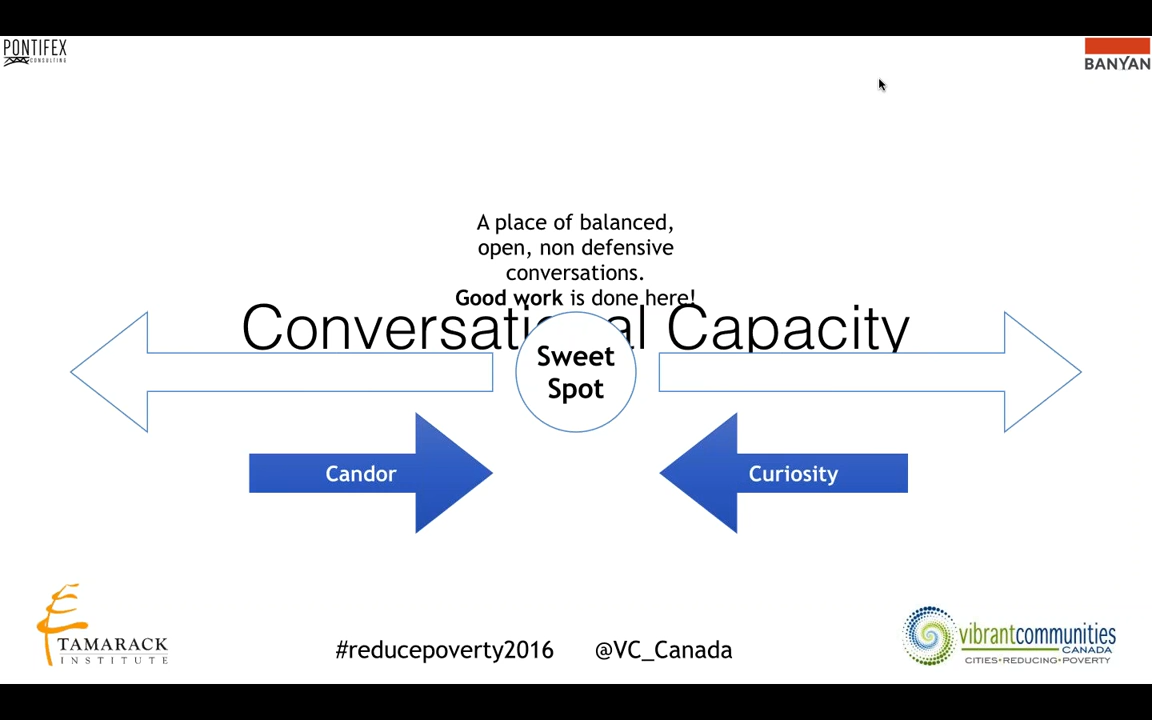 PONTIFEX
CONSULTING
BANYAN
A place of balanced,
open, non defensive
conversations.
Good work is done here!
Conversational Capacity
Sweet
Spot
Candor
Curiosity
TAMARACK
INSTITUTE
#reducepoverty2016 @VC_Canada
vibrantcommunities
CANADA
CITIES•REDUCING•POVERTY